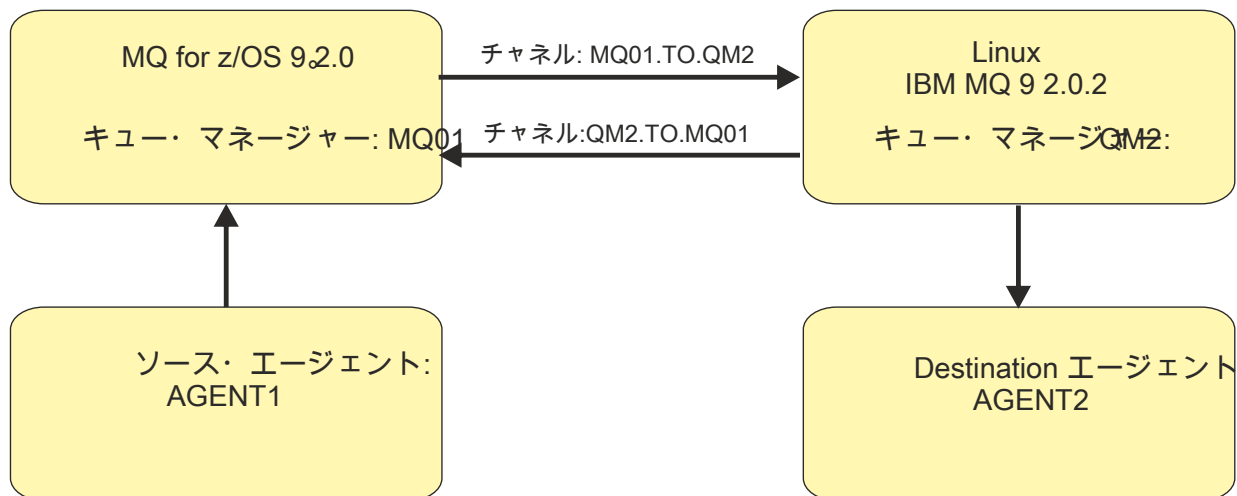 MQ for z/OS 9.2.0
キュー・ マネージャー: MQ01
チャネル: MQ01.TO.QM2
チャネル:QM2.TO.MQ01
Linux
IBM MQ 9 2.0.2
キュー・ マネージャー QM2:
ソース・ エージェント:
AGENT1
Destination エージェント
AGENT2